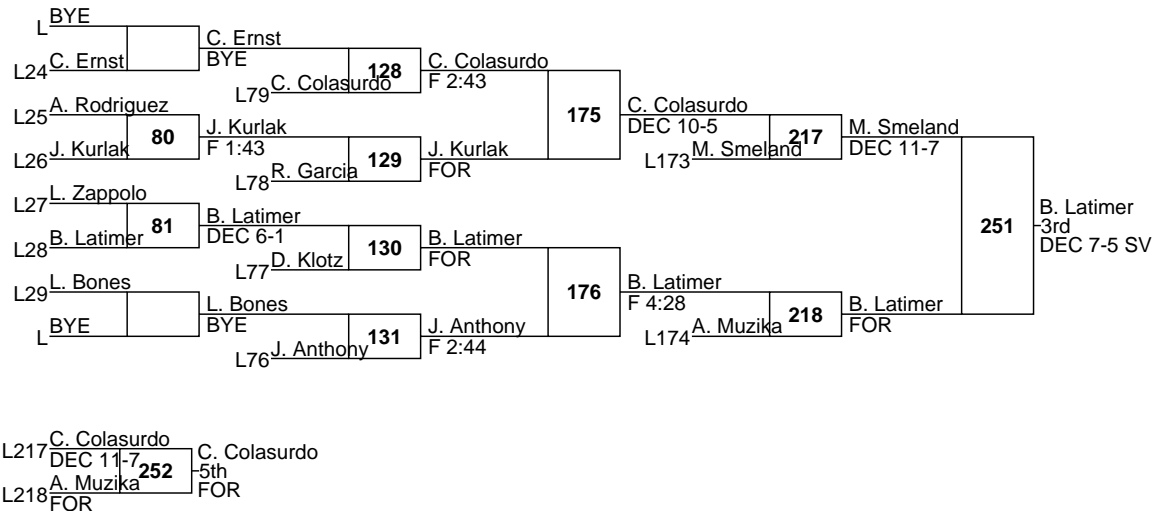 L BYE
L24 C. Ernst
C. Ernst
BYE
L79 C. Colasurdo
128
C. Colasurdo
F 2:43
L25 A. Rodriguez
L26 J. Kurlak
80
J. Kurlak
F 1:43
L78 R. Garcia
129
J. Kurlak
FOR
175
C. Colasurdo
DEC 10-5
L173 M. Smeland
217
M. Smeland
DEC 11-7
L27 L. Zappolo
L28 B. Latimer
81
B. Latimer
DEC 6-1
L77 D. Klotz
130
B. Latimer
FOR
L29 L. Bones
L BYE
L. Bones
BYE
L76 J. Anthony
131
J. Anthony
F 2:44
176
B. Latimer
F 4:28
L174 A. Muzika
218
B. Latimer
FOR
251
B. Latimer
3rd
DEC 7-5 SV
L217 C. Colasurdo
DEC 11-7
L218 A. Muzika
FOR
252
C. Colasurdo
5th
FOR